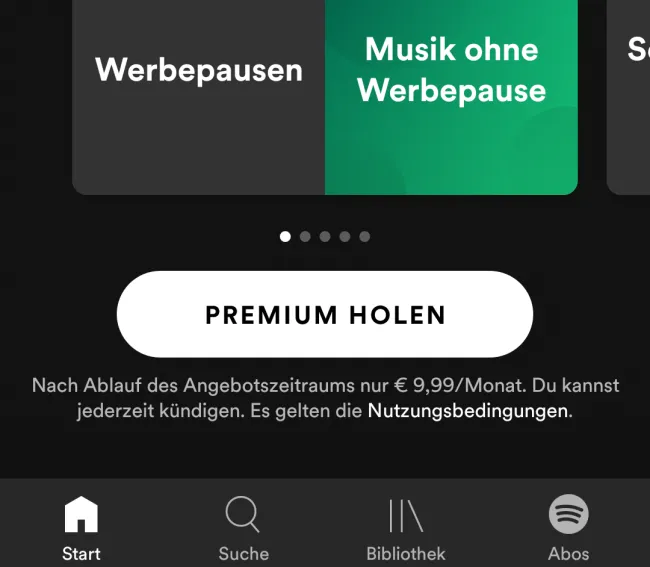 Werbepausen
Musik ohne
Werbepause
PREMIUM HOLEN
Nach Ablauf des Angebotszeitraums nur € 9,99/Monat. Du kannst
jederzeit kündigen. Es gelten die Nutzungsbedingungen.
Start
Suche
Bibliothek
Abos